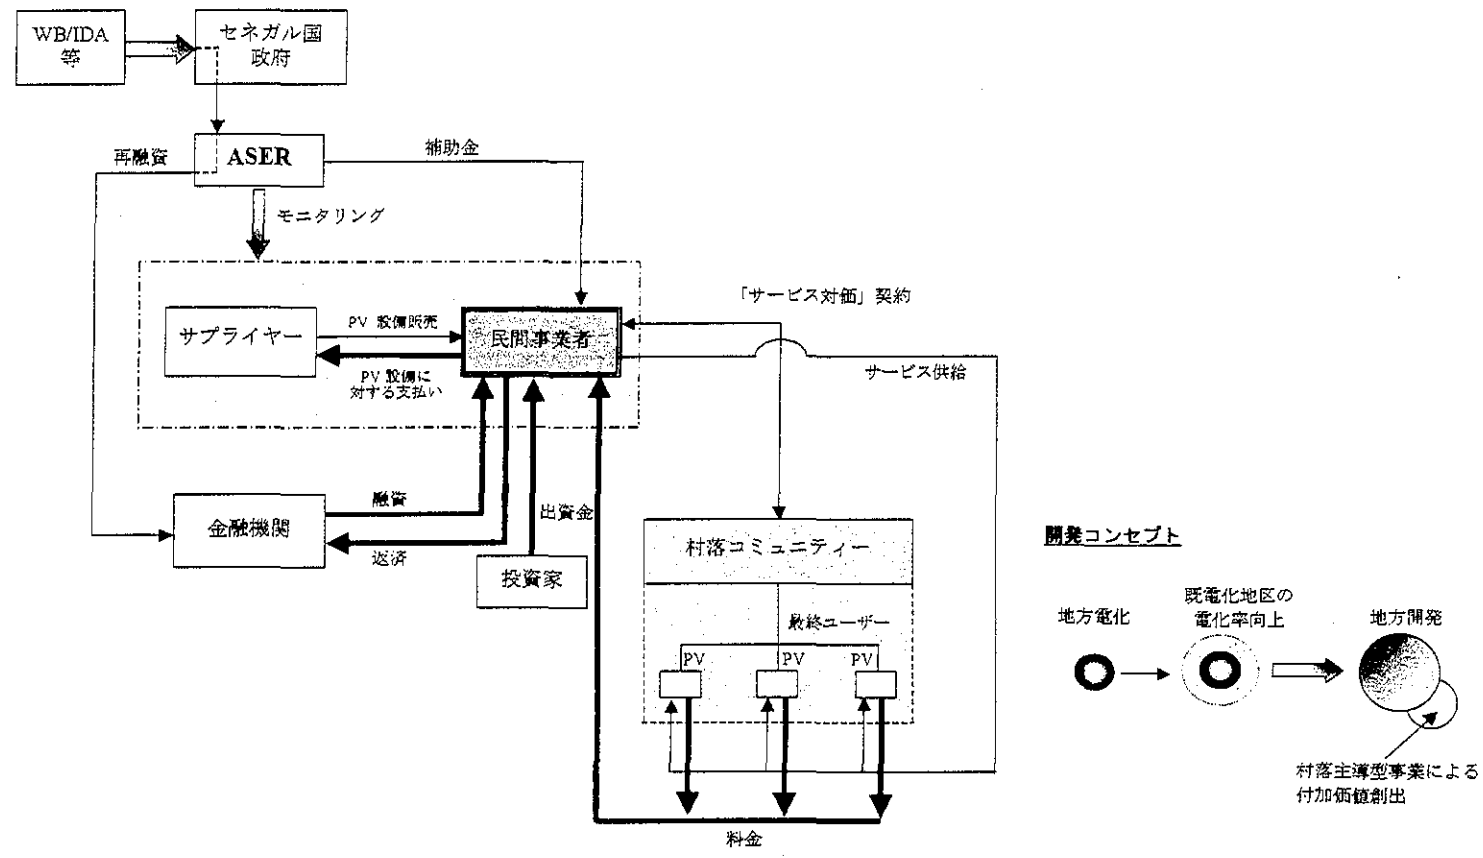 WB/IDA
等
セネガル国
政府
ASER
再融資
補助金
モニタリング
サプライヤー
PV 設備販売
民間事業者
PV 設備に
対する支払い
「サービス対価」契約
サービス供給
金融機関
融資
返済
出資金
投資家
村落コミュニティー
最終ユーザー
PV
PV
PV
料金
開発コンセプト
地方電化
既電化地区の
電化率向上
地方開発
村落主導型事業による
付加価値創出